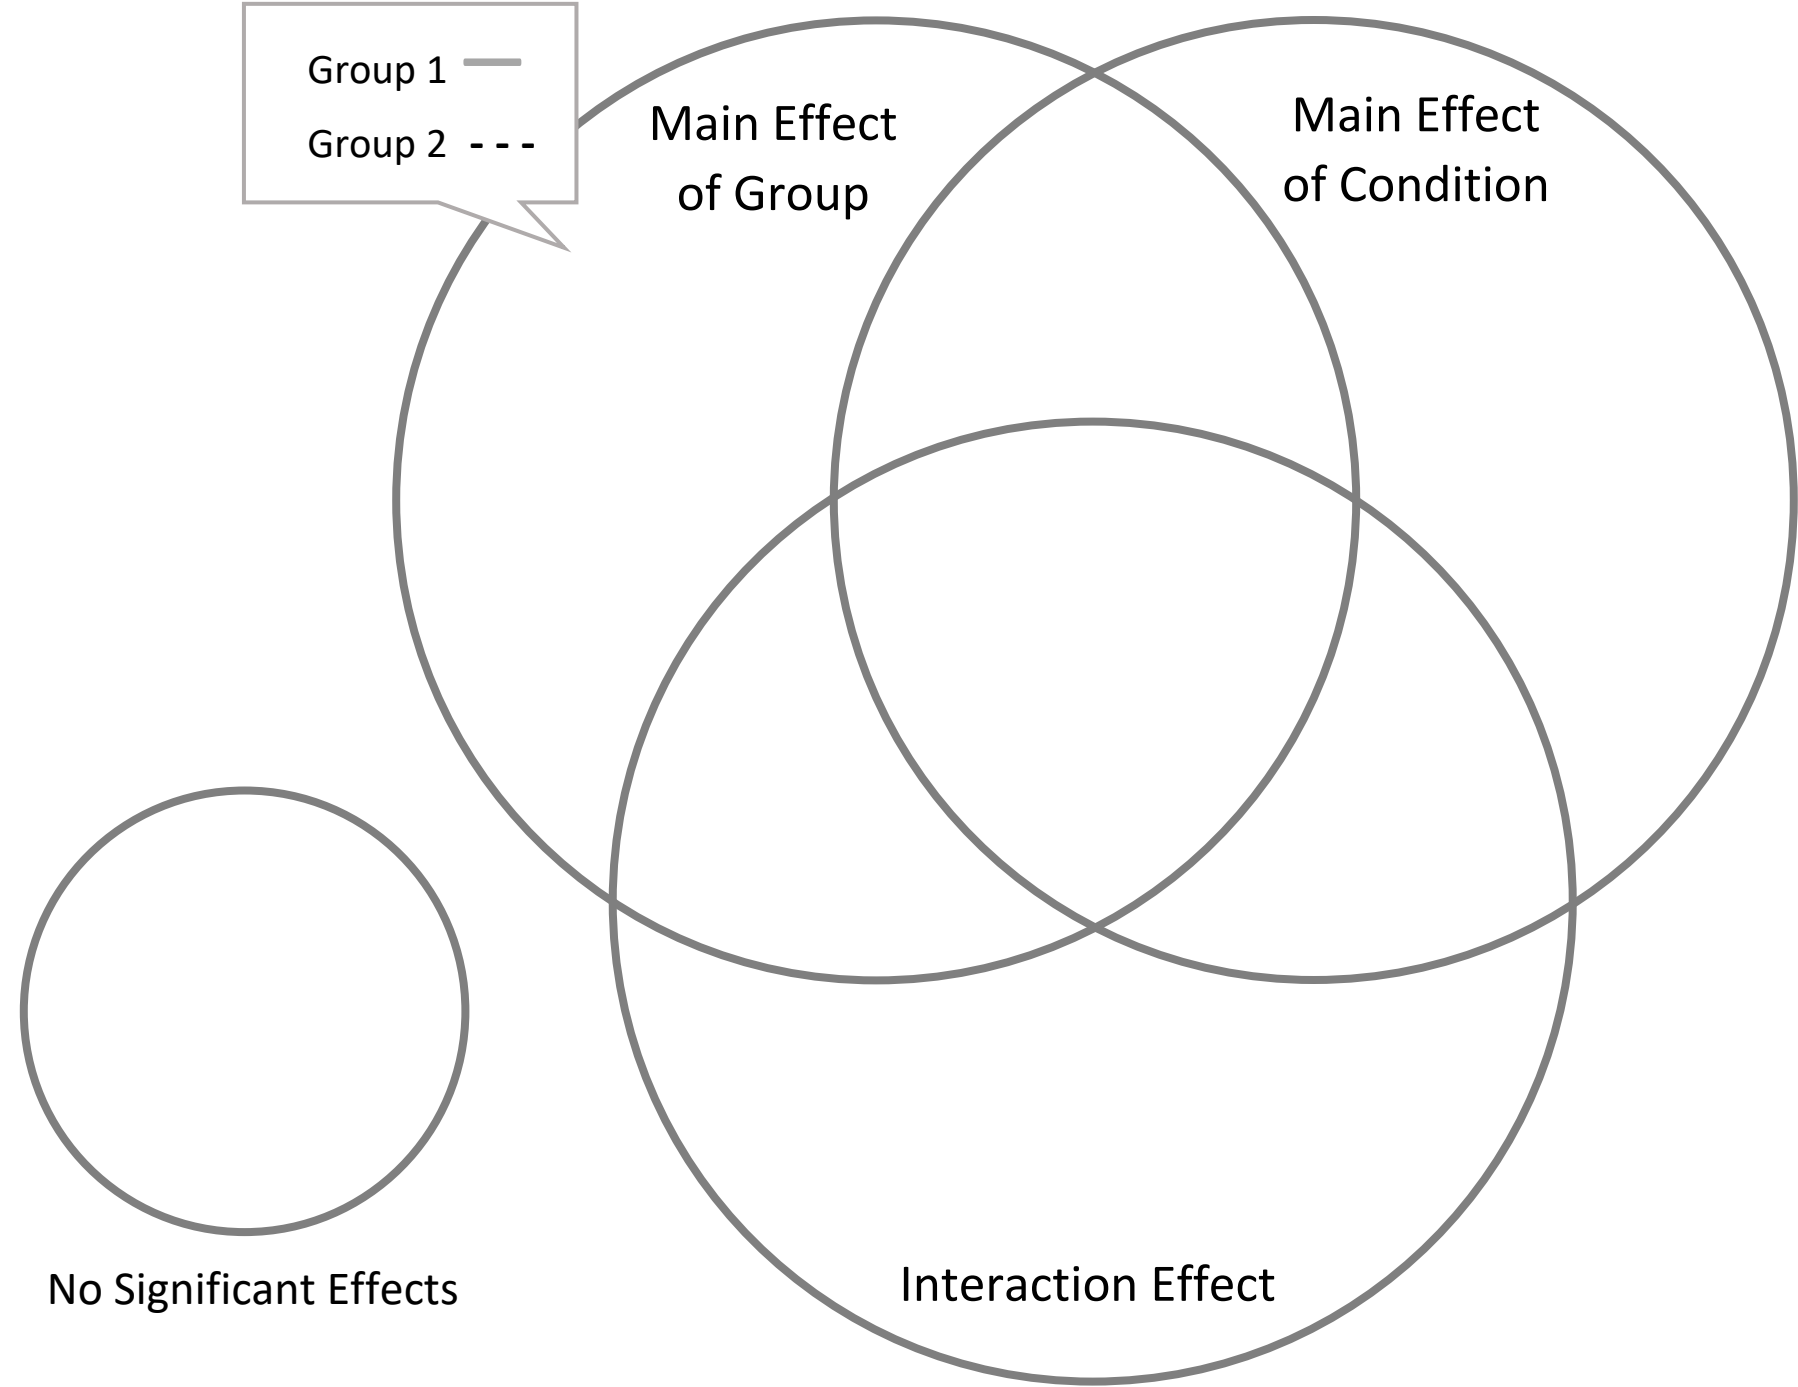 Group 1
Group 2 ---
Main Effect
of Group
Main Effect
of Condition
No Significant Effects
Interaction Effect